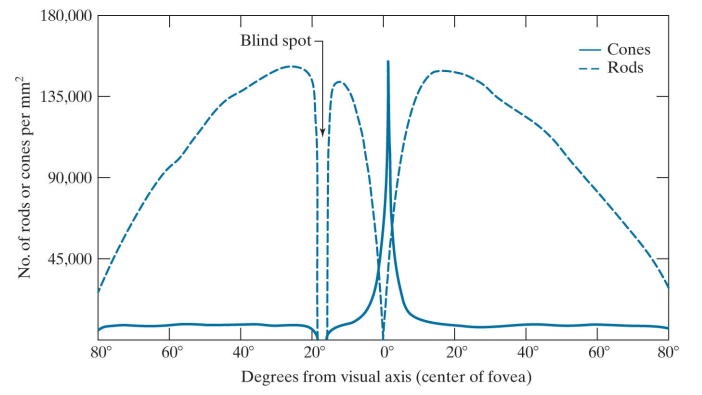 180,000
135,000
90,000
45,000
No. of rods or cones per mm²
Blind spot
Cones
Rods
80° 60° 40° 20° 0° 20° 40° 60° 80°
Degrees from visual axis (center of fovea)